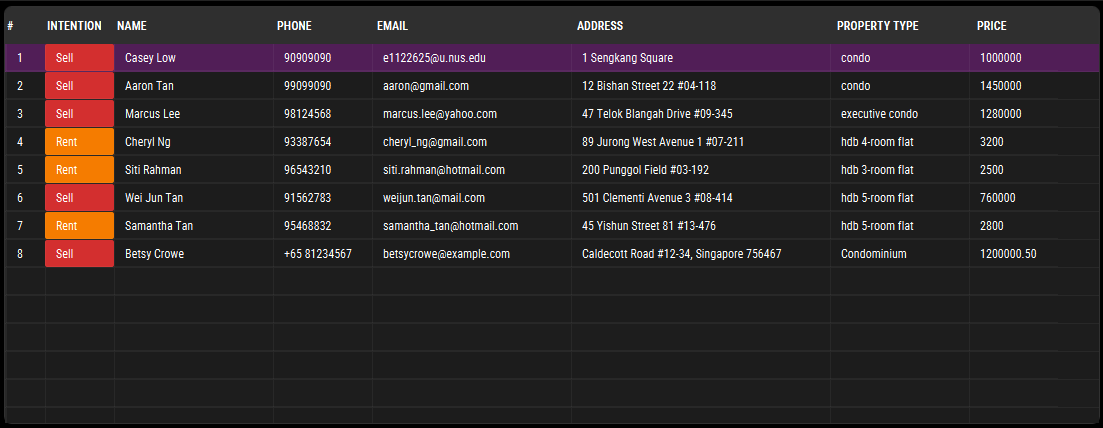 # INTENTION NAME PHONE EMAIL ADDRESS PROPERTY TYPE PRICE
1 Sell Casey Low 90909090 e1122625@u.nus.edu 1 Sengkang Square condo 1000000
2 Sell Aaron Tan 99099090 aaron@gmail.com 12 Bishan Street 22 #04-118 condo 1450000
3 Sell Marcus Lee 98124568 marcus.lee@yahoo.com 47 Telok Blangah Drive #09-345 executive condo 1280000
4 Rent Cheryl Ng 93387654 cheryl_ng@gmail.com 89 Jurong West Avenue 1 #07-211 hdb 4-room flat 3200
5 Rent Siti Rahman 96543210 siti.rahman@hotmail.com 200 Punggol Field #03-192 hdb 3-room flat 2500
6 Sell Wei Jun Tan 91562783 weijun.tan@mail.com 501 Clementi Avenue 3 #08-414 hdb 5-room flat 760000
7 Rent Samantha Tan 95468832 samantha_tan@hotmail.com 45 Yishun Street 81 #13-476 hdb 5-room flat 2800
8 Sell Betsy Crowe +65 81234567 betsycrowe@example.com Caldecott Road #12-34, Singapore 756467 Condominium 1200000.50